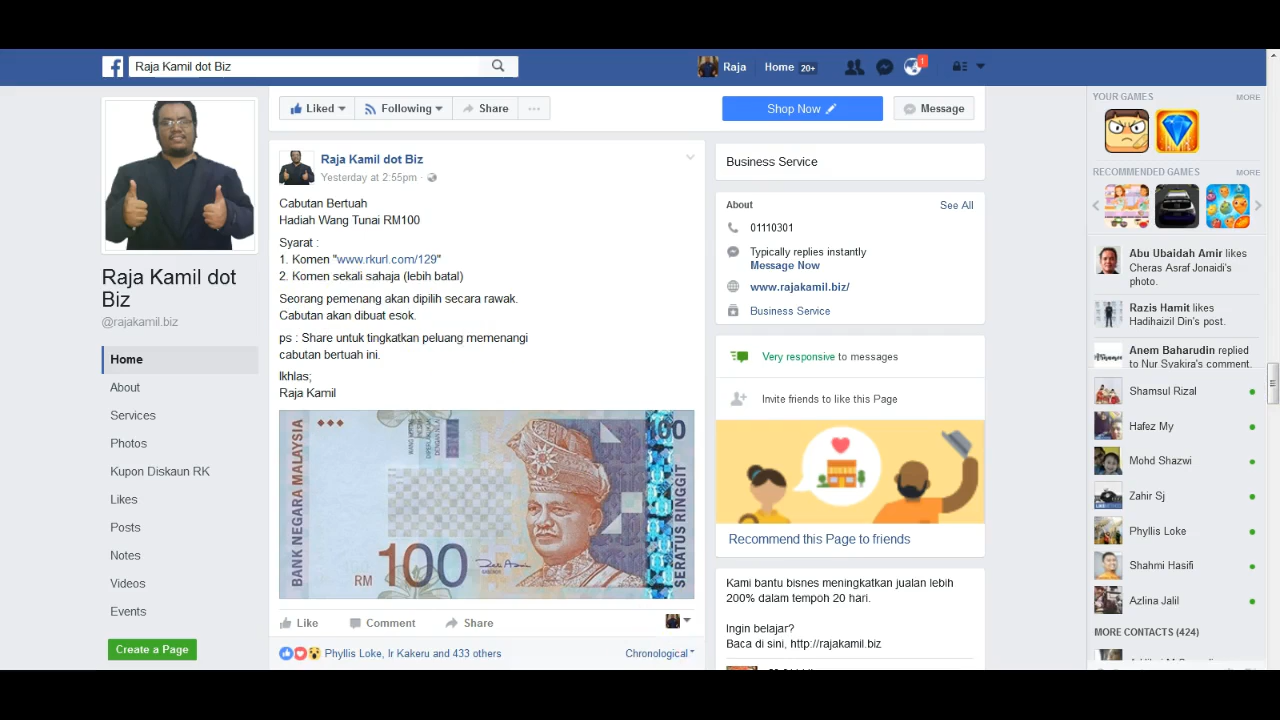 Raja Kamil dot Biz
Raja
Home 20+
1
Liked
Following
Share
Shop Now
Message
Raja Kamil dot
Biz
@rajakamil.biz
Home
About
Services
Photos
Kupon Diskaun RK
Likes
Posts
Notes
Videos
Events
Create a Page
Raja Kamil dot Biz
Yesterday at 2:55pm
Cabutan Bertuah
Hadiah Wang Tunai RM100
Syarat :
1. Komen "www.rkurl.com/129"
2. Komen sekali sahaja (lebih batal)
Seorang pemenang akan dipilih secara rawak.
Cabutan akan dibuat esok.
ps : Share untuk tingkatkan peluang memenangi
cabutan bertuah ini.
Ikhlas;
Raja Kamil
BANK NEGARA MALAYSIA
100
RM 100
SERATUS RINGGIT
Like
Comment
Share
Phyllis Loke, Ir Kakeru and 433 others
Chronological
Business Service
About
See All
01110301
Typically replies instantly
Message Now
www.rajakamil.biz/
Business Service
Very responsive to messages
Invite friends to like this Page
Recommend this Page to friends
Kami bantu bisnes meningkatkan jualan lebih
200% dalam tempoh 20 hari.
Ingin belajar?
Baca di sini, http://rajakamil.biz
YOUR GAMES
MORE
RECOMMENDED GAMES
MORE
Abu Ubaidah Amir likes
Cheras Asraf Jonaidi's
photo.
Razis Hamit likes
Hadihaizil Din's post.
Anem Baharudin replied
to Nur Syakira's comment.
Shamsul Rizal
Hafez My
Mohd Shazwi
Zahir Sj
Phyllis Loke
Shahmi Hasifi
Azlina Jalil
MORE CONTACTS (424)